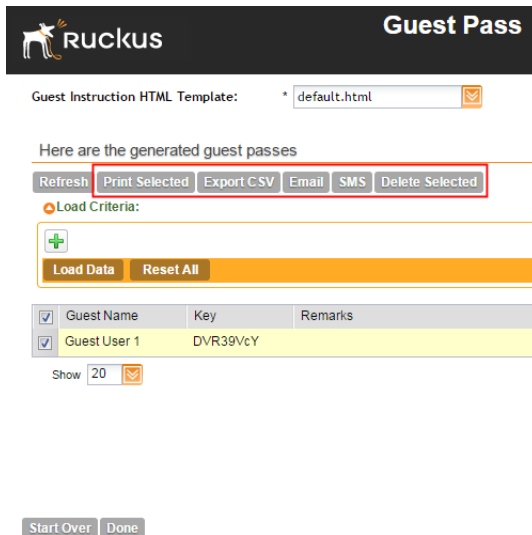 RUCKUS
Guest Pass
Guest Instruction HTML Template: * default.html
Here are the generated guest passes
Refresh Print Selected Export CSV Email SMS Delete Selected
Load Criteria:
Load Data Reset All
Guest Name Key Remarks
Guest User 1 DVR39VcY
Show 20
Start Over Done